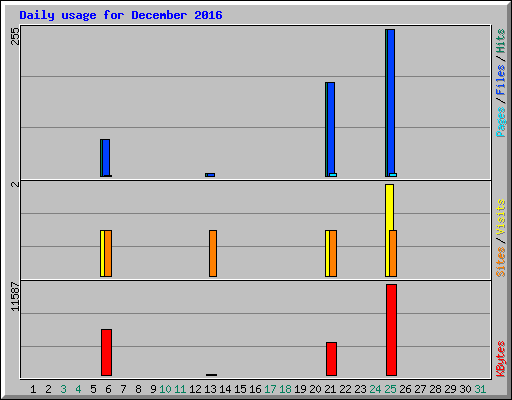 Daily usage for December 2016
255
Pages / Files / Hits
2
Sites / Visits
11587
KBytes
1 2 3 4 5 6 7 8 9 10 11 12 13 14 15 16 17 18 19 20 21 22 23 24 25 26 27 28 29 30 31